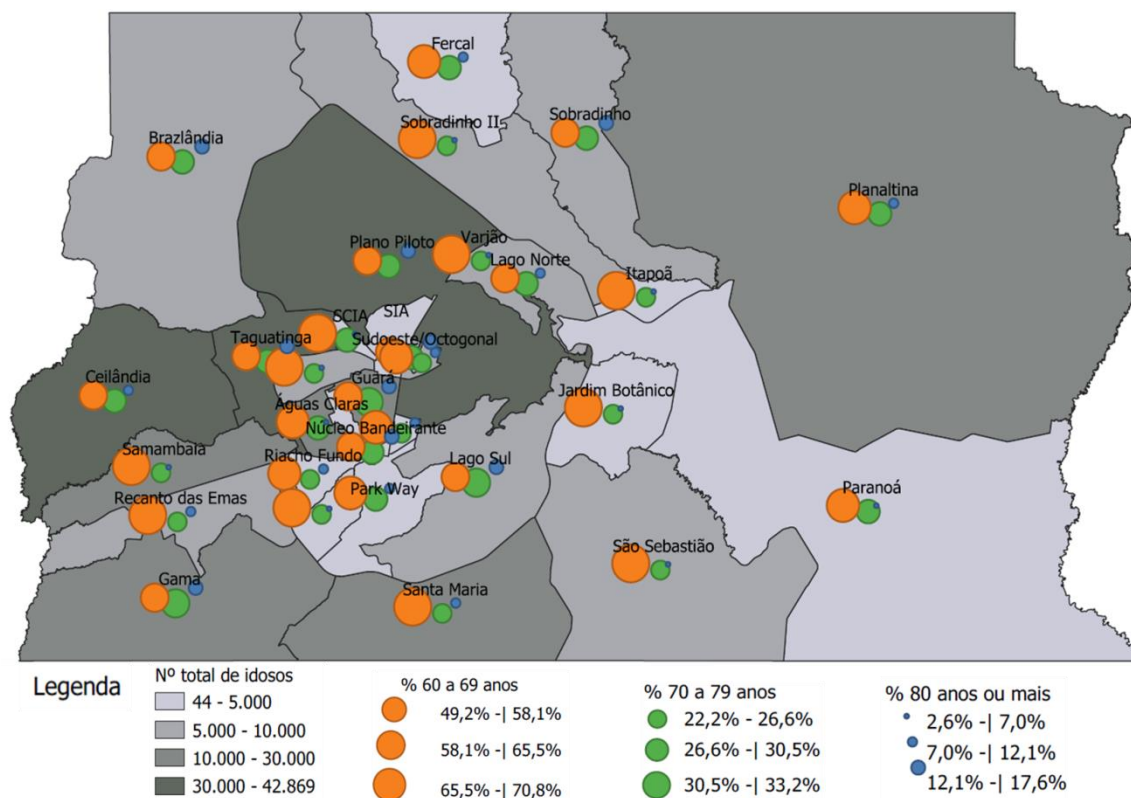 Fercal
Sobradinho II
Sobradinho
Brazlândia
Planaltina
Plano Piloto
Varjão
Lago Norte
Itapoã
SCIA
SIA
Taguatinga
Sudoeste/Octogonal
Ceilândia
Guará
Jardim Botânico
Águas Claras
Núcleo Bandeirante
Samambaia
Riacho Fundo
Lago Sul
Recanto das Emas
Park Way
Paranoá
São Sebastião
Gama
Santa Maria
Legenda
Nº total de idosos
44 - 5.000
5.000 - 10.000
10.000 - 30.000
30.000 - 42.869
% 60 a 69 anos
49,2% -| 58,1%
58,1% -| 65,5%
65,5% -| 70,8%
% 70 a 79 anos
22,2% - 26,6%
26,6% -| 30,5%
30,5% -| 33,2%
% 80 anos ou mais
2,6% -| 7,0%
7,0% -| 12,1%
12,1% -| 17,6%